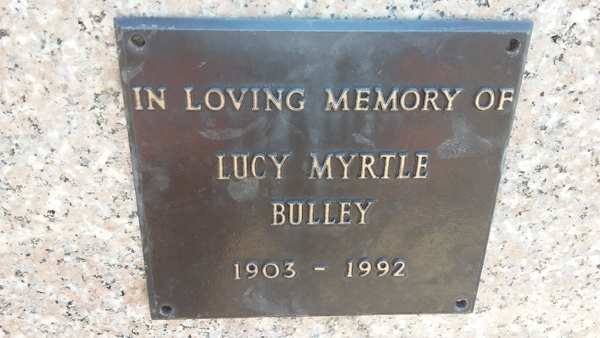 IN LOVING MEMORY OF
LUCY MYRTLE
BULLEY
1903 - 1992